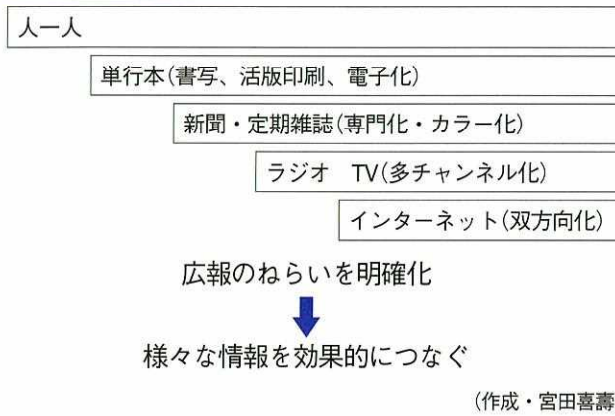 人一人
単行本(書写、活版印刷、電子化)
新聞・定期雑誌(専門化・カラー化)
ラジオ　TV(多チャンネル化)
インターネット(双方向化)
広報のねらいを明確化
様々な情報を効果的につなぐ
(作成・宮田喜壽